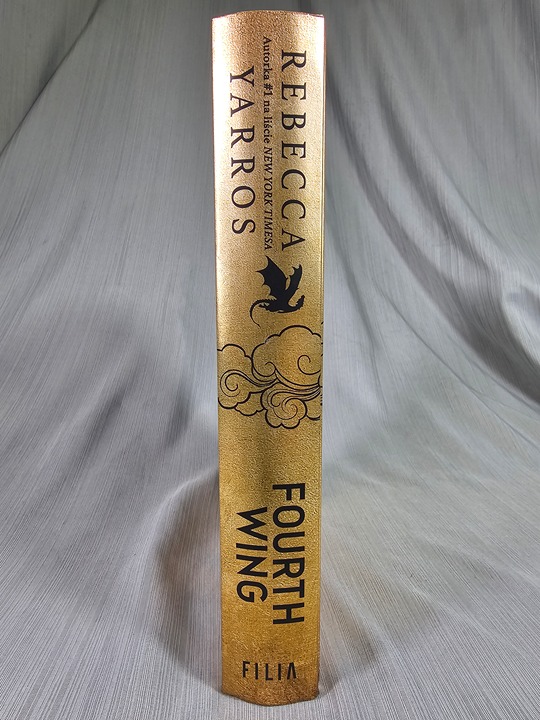 REBECCA
Autorka #1 na liście NEW YORK TIMESA
YARROS
FOURTH
WING
FILIA